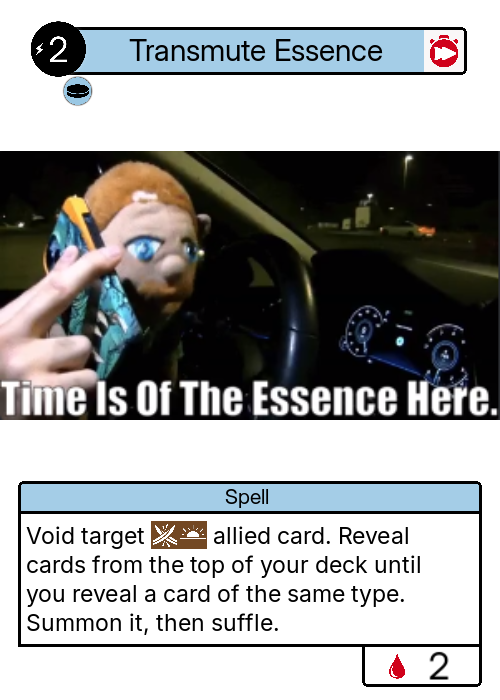 2
Transmute Essence
Time Is Of The Essence Here.
Spell
Void target allied card. Reveal
cards from the top of your deck until
you reveal a card of the same type.
Summon it, then suffle.
2